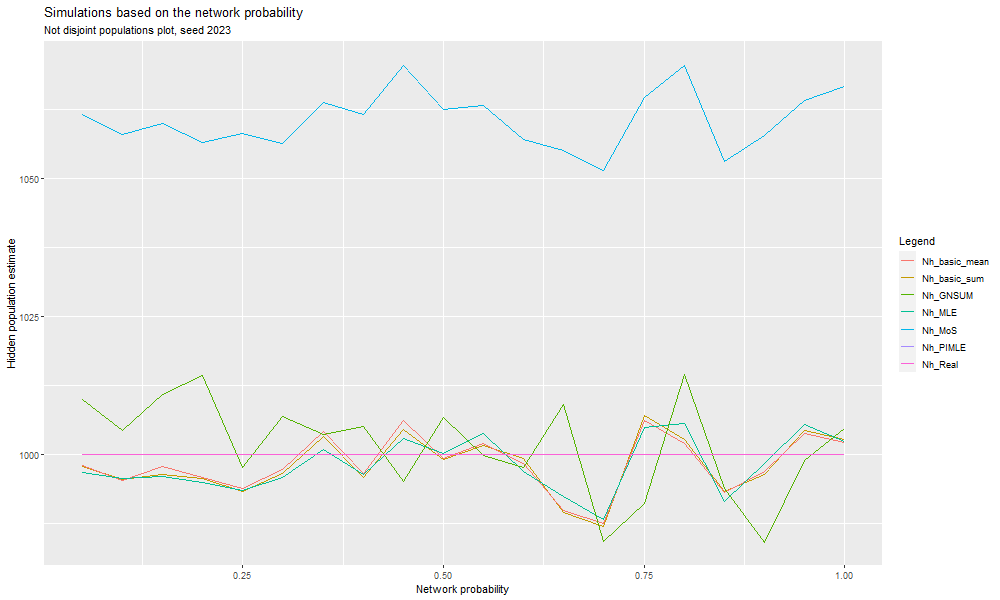 Simulations based on the network probability
Not disjoint populations plot, seed 2023
Hidden population estimate
1050
1025
1000
0.25
0.50
0.75
1.00
Network probability
Legend
Nh_basic_mean
Nh_basic_sum
Nh_GNSUM
Nh_MLE
Nh_MoS
Nh_PIMLE
Nh_Real